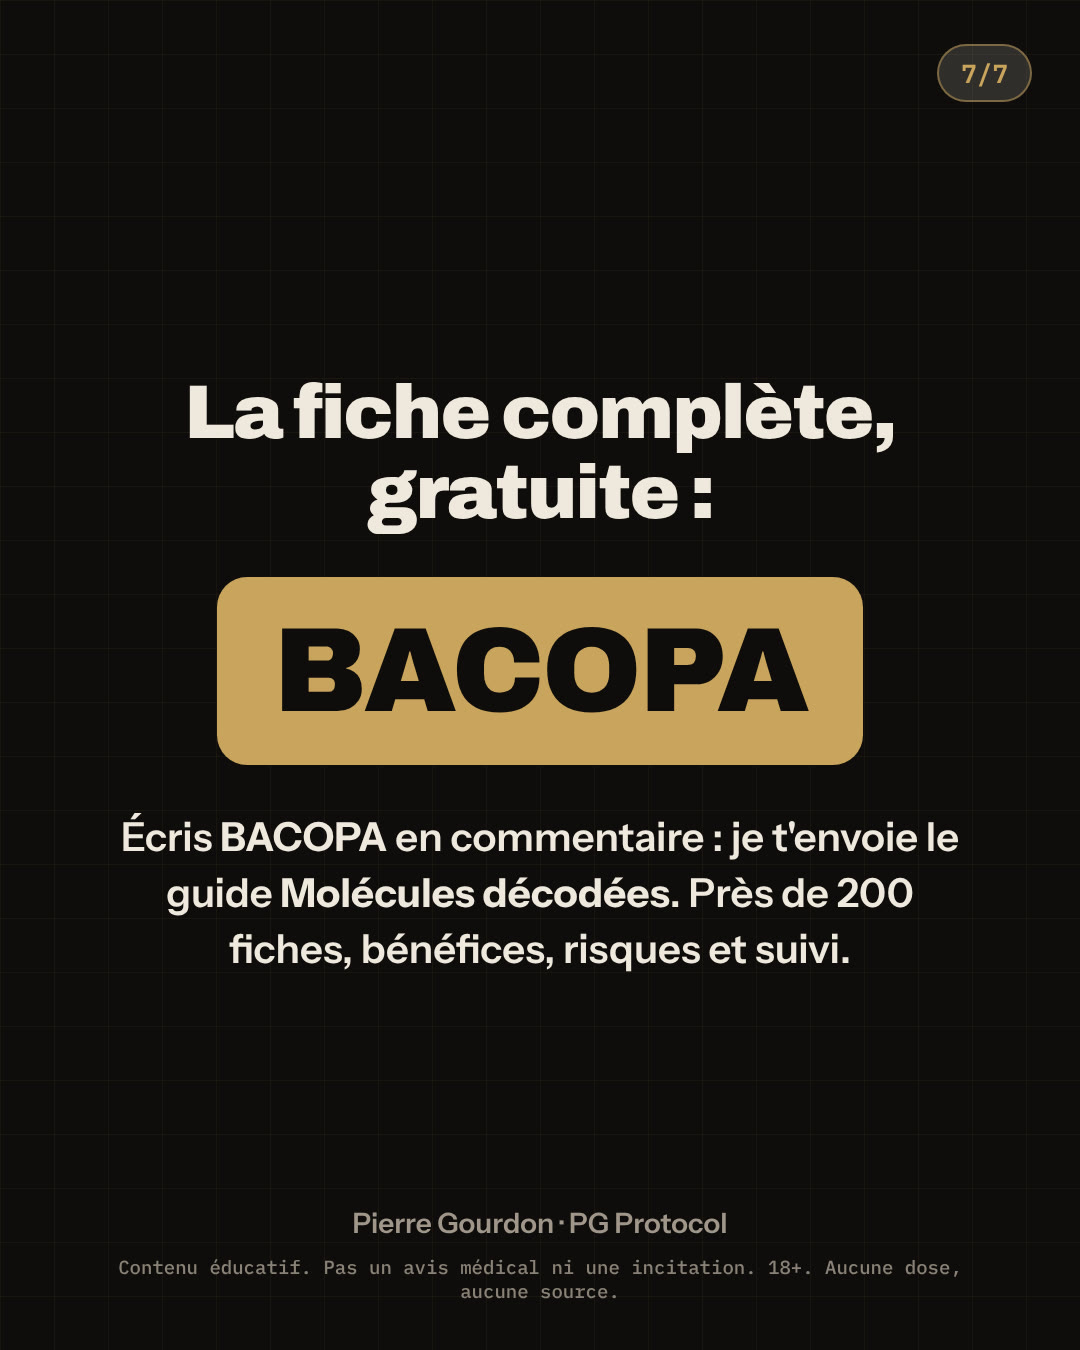 7/7
La fiche complète,
gratuite :
BACOPA
Écris BACOPA en commentaire : je t'envoie le
guide Molécules décodées. Près de 200
fiches, bénéfices, risques et suivi.
Pierre Gourdon · PG Protocol
Contenu éducatif. Pas un avis médical ni une incitation. 18+. Aucune dose,
aucune source.